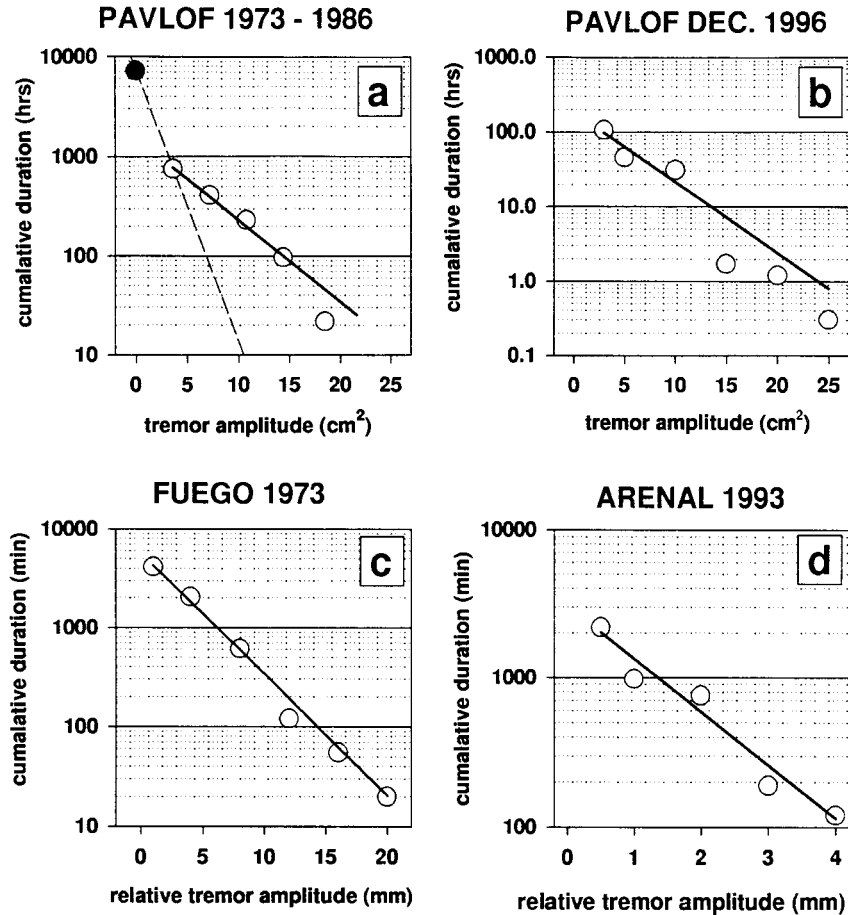 PAVLOF 1973 - 1986
cumalative duration (hrs)
10000
1000
100
10
a
0 5 10 15 20 25
tremor amplitude (cm²)
PAVLOF DEC. 1996
cumalative duration (hrs)
1000.0
100.0
10.0
1.0
0.1
b
0 5 10 15 20 25
tremor amplitude (cm²)
FUEGO 1973
cumalative duration (min)
10000
1000
100
10
c
0 5 10 15 20
relative tremor amplitude (mm)
ARENAL 1993
cumalative duration (min)
10000
1000
100
d
0 1 2 3 4
relative tremor amplitude (mm)